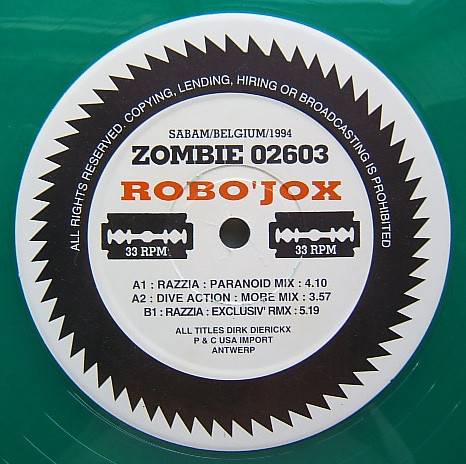 ALL RIGHTS RESERVED. COPYING, LENDING, HIRING OR BROADCASTING IS PROHIBITED
SABAM/BELGIUM/1994
ZOMBIE 02603
ROBO'JOX
33 RPM 33 RPM
A1 : RAZZIA : PARANOID MIX : 4.10
A2 : DIVE ACTION : MORE MIX : 3.57
B1 : RAZZIA : EXCLUSIV' RMX : 5.19
ALL TITLES DIRK DIERICKX
P & C USA IMPORT
ANTWERP